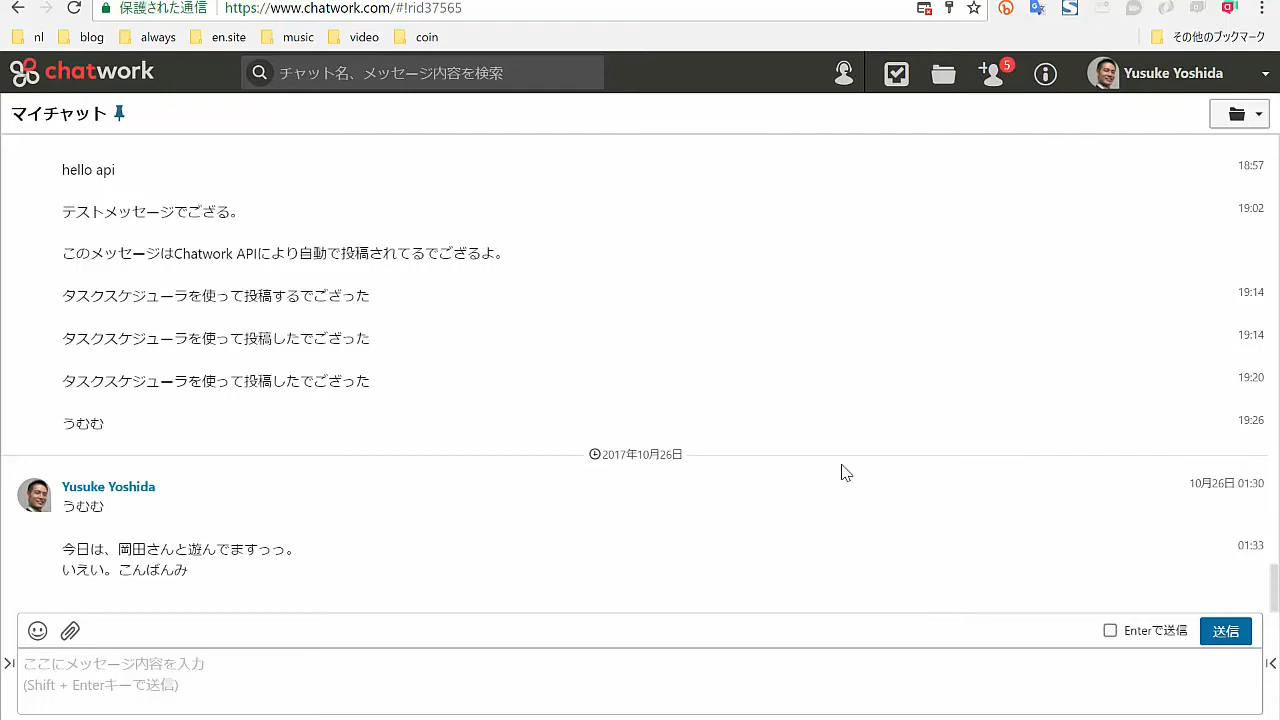 保護された通信 https://www.chatwork.com/#!rid37565
nl blog always en.site music video coin その他のブックマーク
chatwork チャット名、メッセージ内容を検索 5 Yusuke Yoshida
マイチャット
hello api 18:57
テストメッセージでござる。 19:02
このメッセージはChatwork APIにより自動で投稿されてるでござるよ。
タスクスケジューラを使って投稿するでござった 19:14
タスクスケジューラを使って投稿したでござった 19:14
タスクスケジューラを使って投稿したでござった 19:20
うむむ 19:26
2017年10月26日
Yusuke Yoshida 10月26日 01:30
うむむ
今日は、岡田さんと遊んでますっっ。 01:33
いえい。こんばんみ
Enterで送信 送信
ここにメッセージ内容を入力
(Shift + Enterキーで送信)